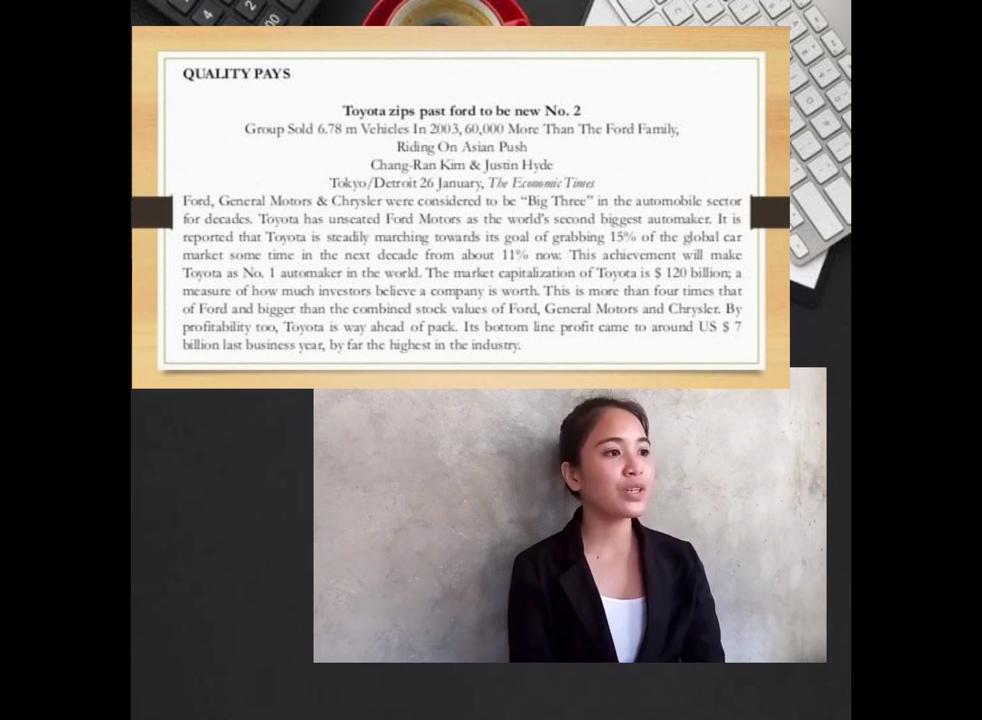 QUALITY PAYS
Toyota zips past ford to be new No. 2
Group Sold 6.78 m Vehicles In 2003, 60,000 More Than The Ford Family,
Riding On Asian Push
Chang-Ran Kim & Justin Hyde
Tokyo/Detroit 26 January, The Economic Times
Ford, General Motors & Chrysler were considered to be “Big Three” in the automobile sector
for decades. Toyota has unseated Ford Motors as the world's second biggest automaker. It is
reported that Toyota is steadily marching towards its goal of grabbing 15% of the global car
market some time in the next decade from about 11% now. This achievement will make
Toyota as No. 1 automaker in the world. The market capitalization of Toyota is $ 120 billion; a
measure of how much investors believe a company is worth. This is more than four times that
of Ford and bigger than the combined stock values of Ford, General Motors and Chrysler. By
profitability too, Toyota is way ahead of pack. Its bottom line profit came to around US $ 7
billion last business year, by far the highest in the industry.